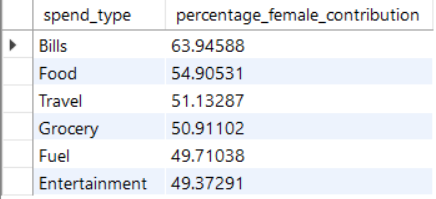 spend_type percentage_female_contribution
Bills 63.94588
Food 54.90531
Travel 51.13287
Grocery 50.91102
Fuel 49.71038
Entertainment 49.37291